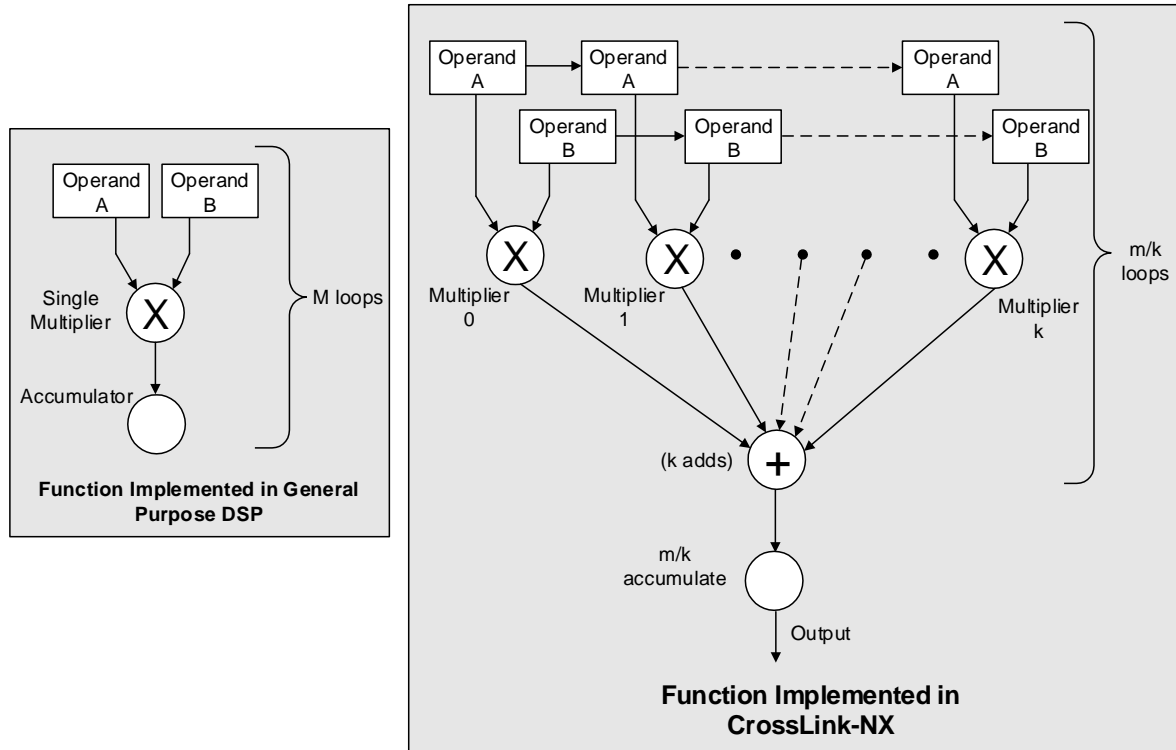 Operand
A
Operand
B
Single
Multiplier
X
Accumulator
M loops
Function Implemented in General
Purpose DSP
Operand
A
Operand
A
Operand
A
Operand
B
Operand
B
Operand
B
X
X
X
Multiplier
0
Multiplier
1
Multiplier
k
m/k
loops
(k adds)
+
m/k
accumulate
Output
Function Implemented in
CrossLink-NX